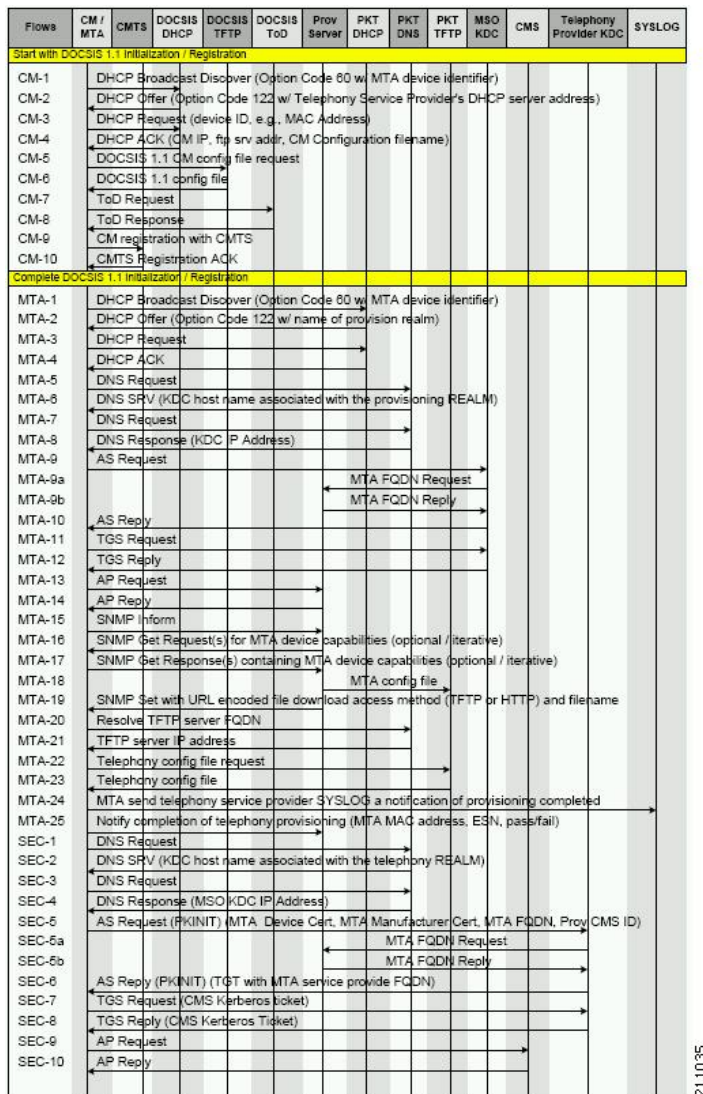 Flows CM / MTA CMTS DOCSIS DHCP DOCSIS TFTP DOCSIS ToD Prov Server PKT DHCP PKT DNS PKT TFTP MSO KDC CMS Telephony Provider KDC SYSLOG
Start with DOCSIS 1.1 Initialization / Registration
CM-1 DHCP Broadcast Discover (Option Code 60 w/ MTA device identifier)
CM-2 DHCP Offer (Option Code 122 w/ Telephony Service Provider's DHCP server address)
CM-3 DHCP Request (device ID, e.g., MAC Address)
CM-4 DHCP ACK (CM IP, ftp srv addr, CM Configuration filename)
CM-5 DOCSIS 1.1 CM config file request
CM-6 DOCSIS 1.1 config file
CM-7 ToD Request
CM-8 ToD Response
CM-9 CM registration with CMTS
CM-10 CMTS Registration ACK
Complete DOCSIS 1.1 Initialization / Registration
MTA-1 DHCP Broadcast Discover (Option Code 60 w/ MTA device identifier)
MTA-2 DHCP Offer (Option Code 122 w/ name of provision realm)
MTA-3 DHCP Request
MTA-4 DHCP ACK
MTA-5 DNS Request
MTA-6 DNS SRV (KDC host name associated with the provisioning REALM)
MTA-7 DNS Request
MTA-8 DNS Response (KDC IP Address)
MTA-9 AS Request
MTA-9a MTA FQDN Request
MTA-9b MTA FQDN Reply
MTA-10 AS Reply
MTA-11 TGS Request
MTA-12 TGS Reply
MTA-13 AP Request
MTA-14 AP Reply
MTA-15 SNMP Inform
MTA-16 SNMP Get Request(s) for MTA device capabilities (optional / iterative)
MTA-17 SNMP Get Response(s) containing MTA device capabilities (optional / iterative)
MTA-18 MTA config file
MTA-19 SNMP Set with URL encoded file download access method (TFTP or HTTP) and filename
MTA-20 Resolve TFTP server FQDN
MTA-21 TFTP server IP address
MTA-22 Telephony config file request
MTA-23 Telephony config file
MTA-24 MTA send telephony service provider SYSLOG a notification of provisioning completed
MTA-25 Notify completion of telephony provisioning (MTA MAC address, ESN, pass/fail)
SEC-1 DNS Request
SEC-2 DNS SRV (KDC host name associated with the telephony REALM)
SEC-3 DNS Request
SEC-4 DNS Response (MSO KDC IP Address)
SEC-5 AS Request (PKINIT) (MTA Device Cert, MTA Manufacturer Cert, MTA FQDN, Prov CMS ID)
SEC-5a MTA FQDN Request
SEC-5b MTA FQDN Reply
SEC-6 AS Reply (PKINIT) (TGT with MTA service provide FQDN)
SEC-7 TGS Request (CMS Kerberos ticket)
SEC-8 TGS Reply (CMS Kerberos Ticket)
SEC-9 AP Request
SEC-10 AP Reply
211035